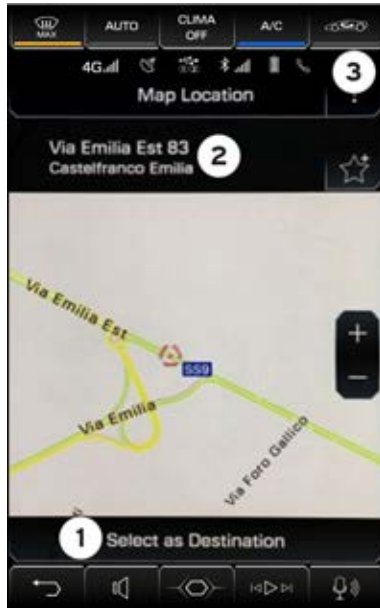 MAX
AUTO
CLIMA
OFF
A/C
4G
3
Map Location
Via Emilia Est 83
Castelfranco Emilia
2
Via Emilia Est
SS9
Via Emilia
Via Foro Gallico
+
−
1
Select as Destination